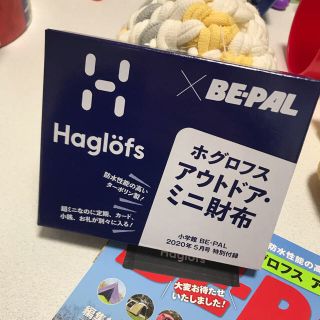 ×BE-PAL
Haglöfs
ホグロフス
アウトドア・
ミニ財布
防水性能の高い
ターポリン製!
超ミニなのに定期、カード、
小銭、お札が別々に入る!
小学館 BE-PAL
2020年5月号 特別付録
Haglöfs
防水性能の高
グロフス ア
大変お待たせ
いたしました!
編集